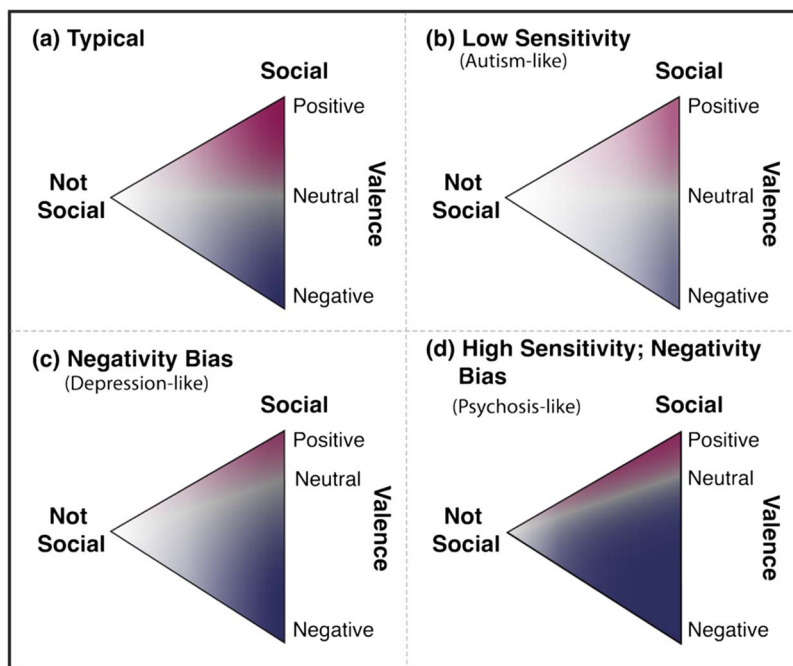 (a) Typical
Social
Positive
Not
Social
Neutral
Valence
Negative
(b) Low Sensitivity
(Autism-like)
Social
Positive
Not
Social
Neutral
Valence
Negative
(c) Negativity Bias
(Depression-like)
Social
Positive
Neutral
Not
Social
Valence
Negative
(d) High Sensitivity; Negativity
Bias
(Psychosis-like)
Social
Positive
Neutral
Not
Social
Valence
Negative